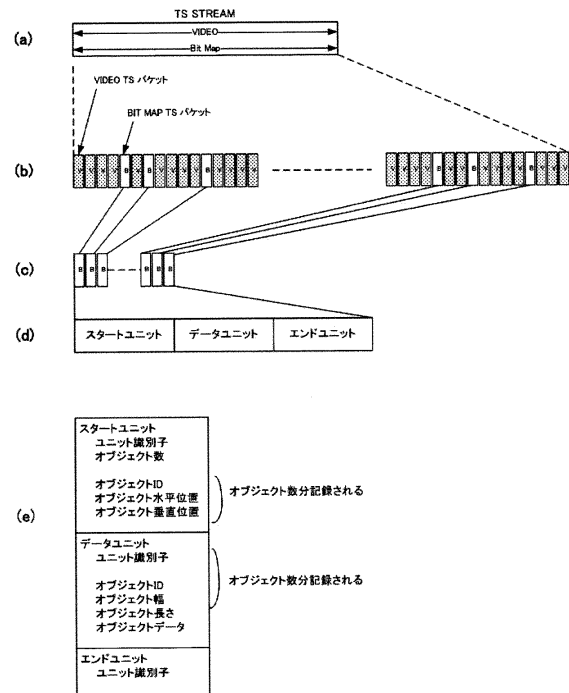 TS STREAM
(a)
VIDEO
Bit Map
VIDEO TS パケット
BIT MAP TS パケット
(b)
V V V V B V B V V V V B V V V V
V V V V B V V B V V V V B V V V
(c)
B B B
B B B
(d)
スタートユニット
データユニット
エンドユニット
(e)
スタートユニット
ユニット識別子
オブジェクト数
オブジェクトID
オブジェクト水平位置
オブジェクト垂直位置
オブジェクト数分記録される
データユニット
ユニット識別子
オブジェクトID
オブジェクト幅
オブジェクト長さ
オブジェクトデータ
オブジェクト数分記録される
エンドユニット
ユニット識別子